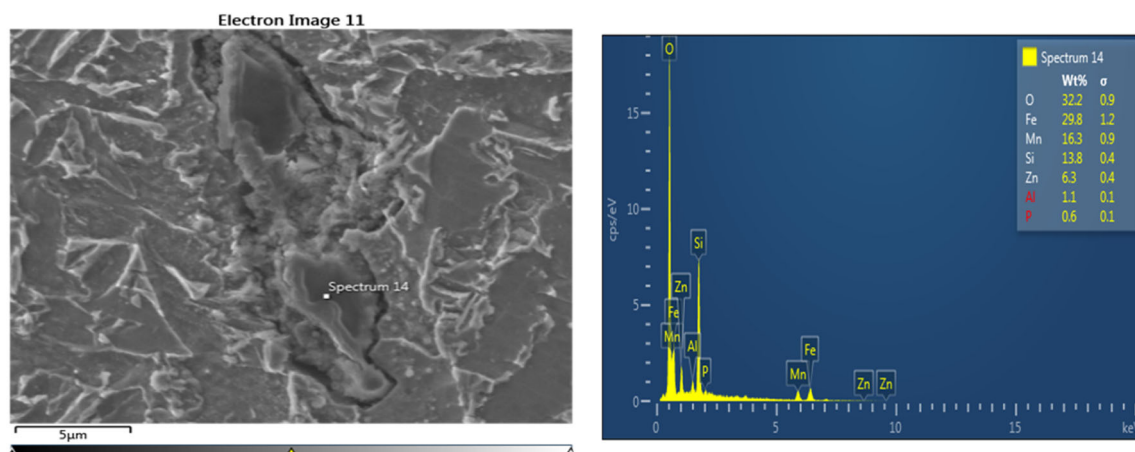 Electron Image 11
Spectrum 14
5μm
cps/eV
15
10
5
0
O
Zn
Fe
Mn
Al
Si
P
Mn
Fe
Zn
Zn
0
5
10
15
keV
Spectrum 14
Wt% σ
O 32.2 0.9
Fe 29.8 1.2
Mn 16.3 0.9
Si 13.8 0.4
Zn 6.3 0.4
Al 1.1 0.1
P 0.6 0.1